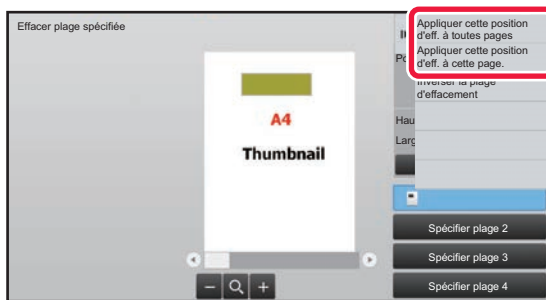 Effacer plage spécifiée
Appliquer cette position
d'eff. à toutes pages
Appliquer cette position
d'eff. à cette page.
Inverser la plage
d'effacement
A4
Thumbnail
Spécifier plage 2
Spécifier plage 3
Spécifier plage 4